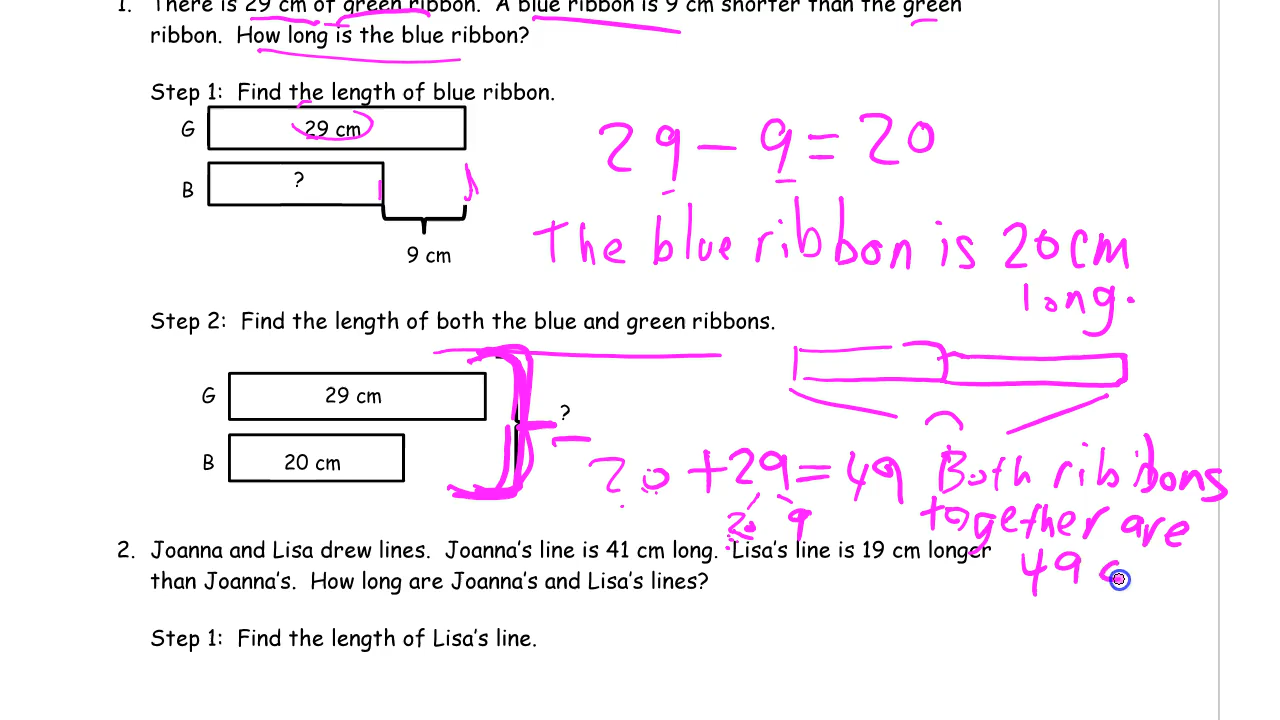 1. There is 29 cm of green ribbon. A blue ribbon is 9 cm shorter than the green
ribbon. How long is the blue ribbon?
Step 1: Find the length of blue ribbon.
G 29 cm
B ?
9 cm
29 - 9 = 20
The blue ribbon is 20 cm
long.
Step 2: Find the length of both the blue and green ribbons.
G 29 cm
B 20 cm
?
20 + 29 = 49
20 9
Both ribbons
together are
49 c
2. Joanna and Lisa drew lines. Joanna's line is 41 cm long. Lisa's line is 19 cm longer
than Joanna's. How long are Joanna's and Lisa's lines?
Step 1: Find the length of Lisa's line.